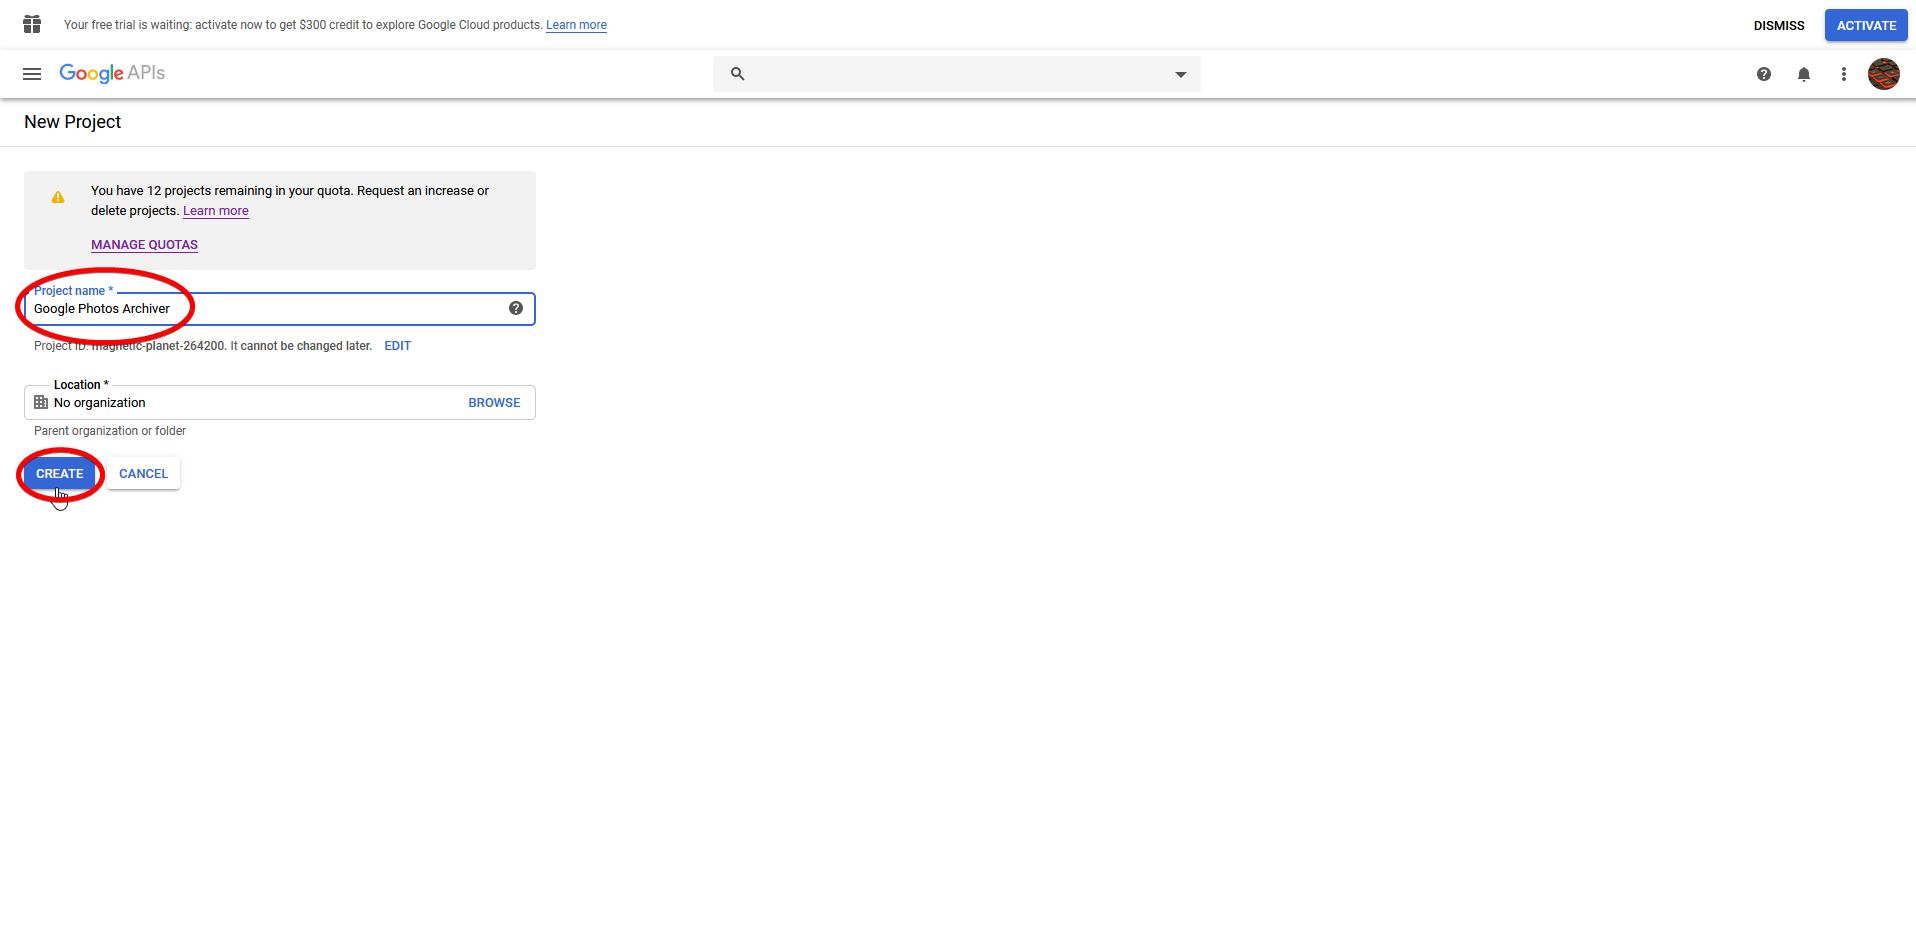 Your free trial is waiting: activate now to get $300 credit to explore Google Cloud products. Learn more
DISMISS
ACTIVATE
Google APIs
New Project
You have 12 projects remaining in your quota. Request an increase or
delete projects. Learn more
MANAGE QUOTAS
Project name *
Google Photos Archiver
Project ID: magnetic-planet-264200. It cannot be changed later. EDIT
Location *
No organization
BROWSE
Parent organization or folder
CREATE
CANCEL